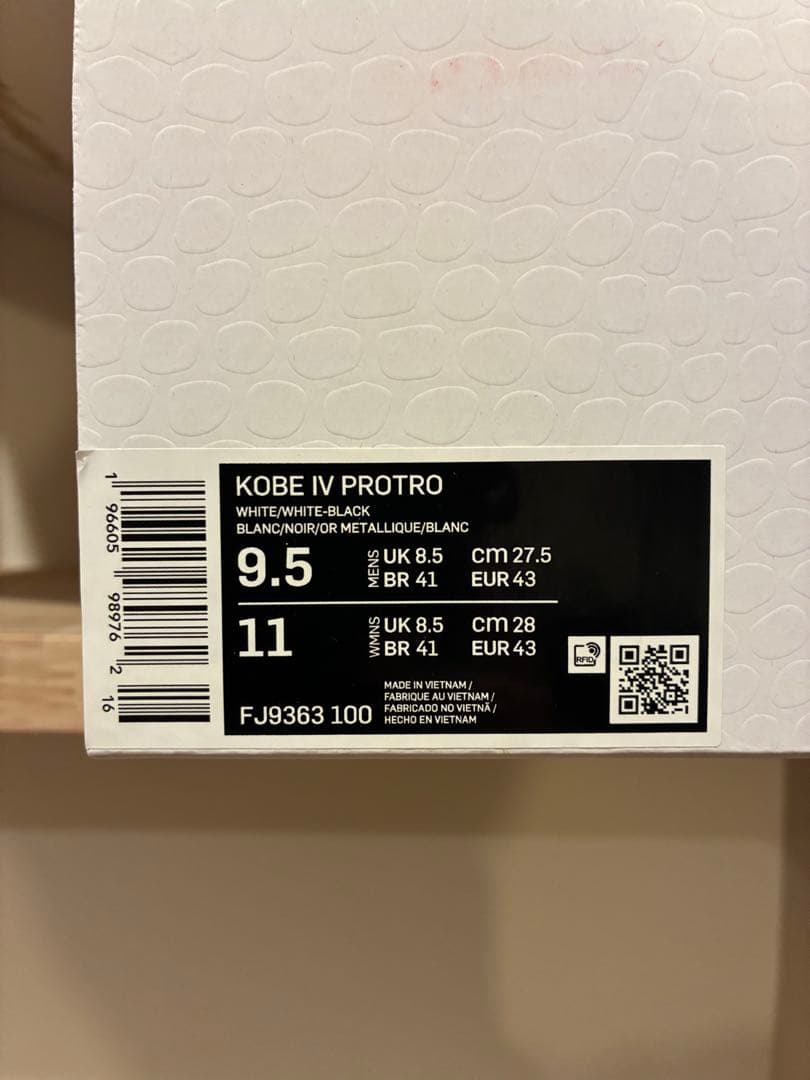 KOBE IV PROTRO
WHITE/WHITE-BLACK
BLANC/NOIR/OR METALLIQUE/BLANC
9.5 MENS UK 8.5 cm 27.5
BR 41 EUR 43
11 WMNS UK 8.5 cm 28
BR 41 EUR 43
RFID
FJ9363 100
MADE IN VIETNAM /
FABRIQUE AU VIETNAM /
FABRICADO NO VIETNÃ /
HECHO EN VIETNAM
1 96605 98976 2 16